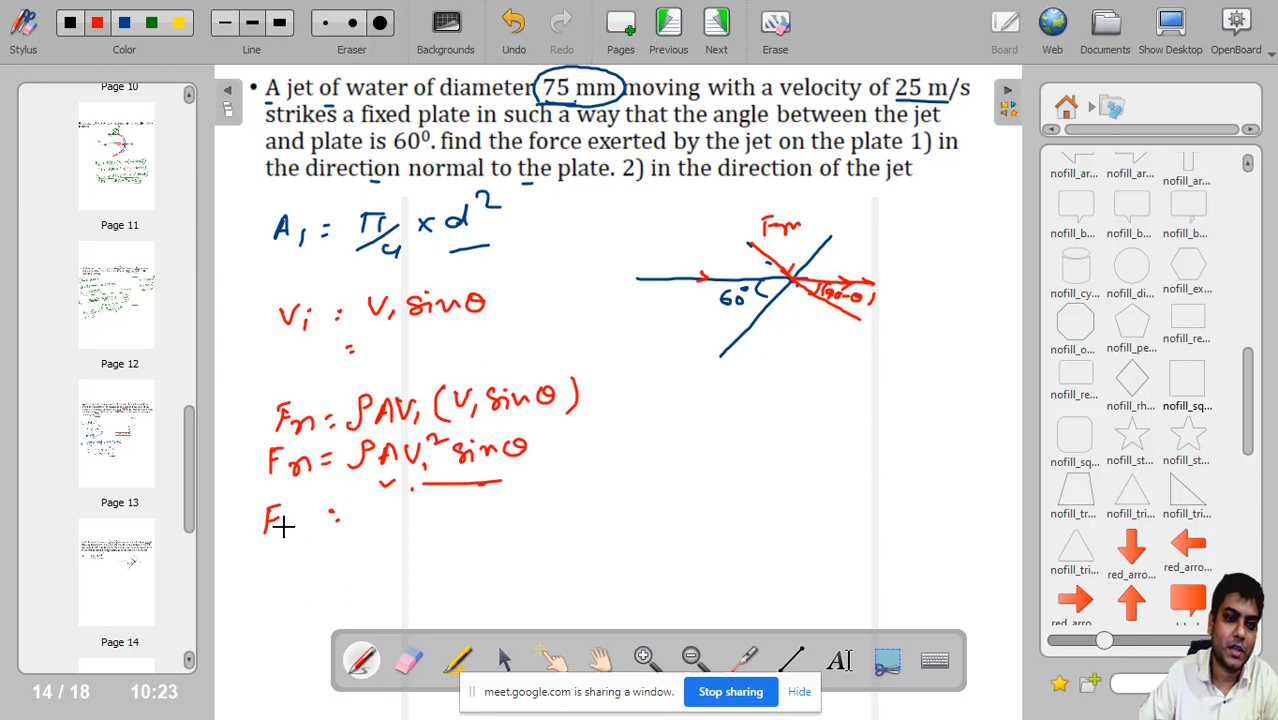 Stylus
Color
Line
Eraser
Backgrounds
Undo
Redo
Pages
Previous
Next
Erase
Board
Web
Documents
Show Desktop
OpenBoard
Page 10
Page 11
Page 12
Page 13
Page 14
• A jet of water of diameter 75 mm moving with a velocity of 25 m/s
strikes a fixed plate in such a way that the angle between the jet
and plate is 60⁰. find the force exerted by the jet on the plate 1) in
the direction normal to the plate. 2) in the direction of the jet
A₁ = π/4 × d²
Fn
60°
(90-θ)
V₁ sinθ
=
Fn = ρAV₁ (V₁ sinθ)
Fn = ρAV₁² sinθ
F :
nofill_ar...
nofill_ar...
nofill_ar...
nofill_b...
nofill_b...
nofill_b...
nofill_cy...
nofill_di...
nofill_ex...
nofill_o...
nofill_pe...
nofill_re...
nofill_re...
nofill_rh...
nofill_sq...
nofill_sq...
nofill_st...
nofill_st...
nofill_tri...
nofill_tri...
nofill_tri...
nofill_tri...
red_arro...
red_arro...
red_arro...
red_arro...
14 / 18
10:23
meet.google.com is sharing a window.
Stop sharing
Hide